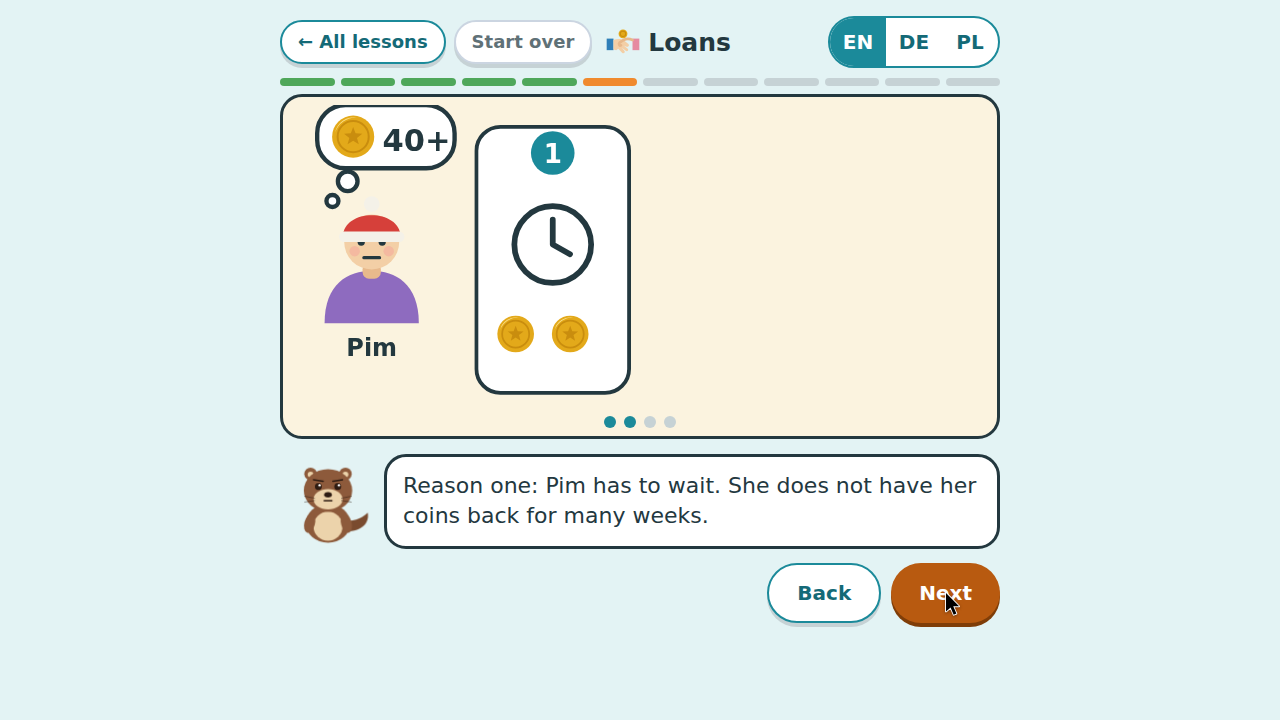 ← All lessons
Start over
Loans
EN DE PL
40+
1
Pim
Reason one: Pim has to wait. She does not have her
coins back for many weeks.
Back
Next